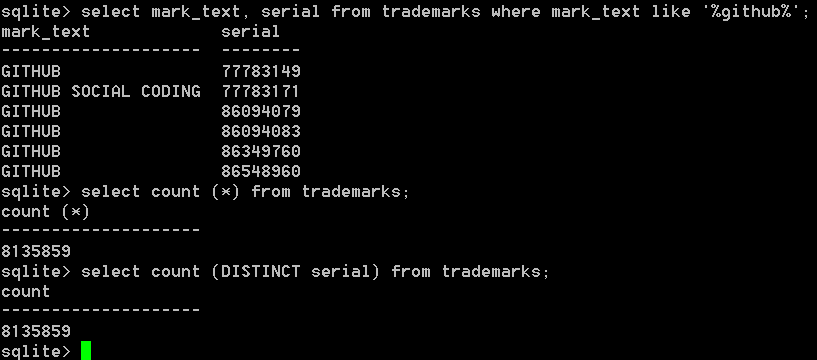 sqlite> select mark_text, serial from trademarks where mark_text like '%github%';
mark_text             serial
--------------------  --------
GITHUB                77783149
GITHUB SOCIAL CODING  77783171
GITHUB                86094079
GITHUB                86094083
GITHUB                86349760
GITHUB                86548960
sqlite> select count (*) from trademarks;
count (*)
--------------------
8135859
sqlite> select count (DISTINCT serial) from trademarks;
count
--------------------
8135859
sqlite>